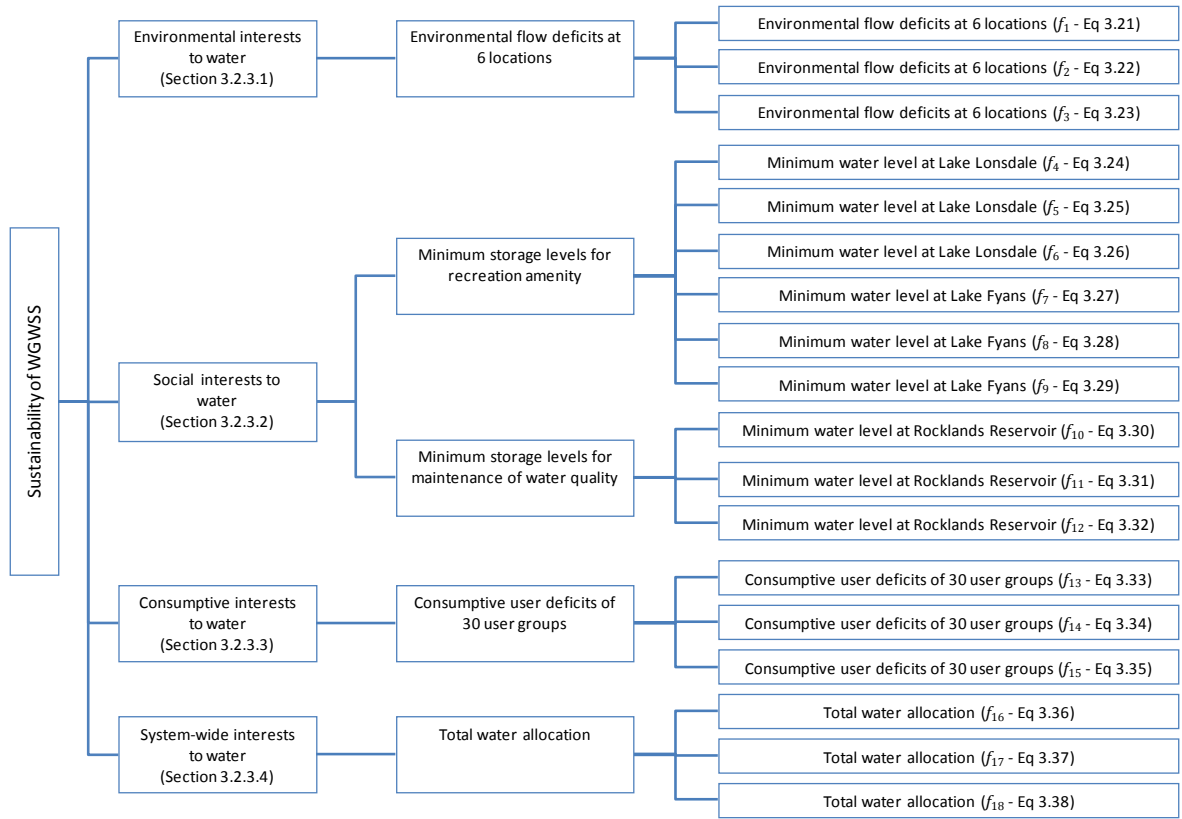 Sustainability of WGWSS
Environmental interests
to water
(Section 3.2.3.1)
Environmental flow deficits at
6 locations
Environmental flow deficits at 6 locations (f1 - Eq 3.21)
Environmental flow deficits at 6 locations (f2 - Eq 3.22)
Environmental flow deficits at 6 locations (f3 - Eq 3.23)
Social interests to
water
(Section 3.2.3.2)
Minimum storage levels for
recreation amenity
Minimum water level at Lake Lonsdale (f4 - Eq 3.24)
Minimum water level at Lake Lonsdale (f5 - Eq 3.25)
Minimum water level at Lake Lonsdale (f6 - Eq 3.26)
Minimum water level at Lake Fyans (f7 - Eq 3.27)
Minimum water level at Lake Fyans (f8 - Eq 3.28)
Minimum water level at Lake Fyans (f9 - Eq 3.29)
Minimum storage levels for
maintenance of water quality
Minimum water level at Rocklands Reservoir (f10 - Eq 3.30)
Minimum water level at Rocklands Reservoir (f11 - Eq 3.31)
Minimum water level at Rocklands Reservoir (f12 - Eq 3.32)
Consumptive interests
to water
(Section 3.2.3.3)
Consumptive user deficits of
30 user groups
Consumptive user deficits of 30 user groups (f13 - Eq 3.33)
Consumptive user deficits of 30 user groups (f14 - Eq 3.34)
Consumptive user deficits of 30 user groups (f15 - Eq 3.35)
System-wide interests
to water
(Section 3.2.3.4)
Total water allocation
Total water allocation (f16 - Eq 3.36)
Total water allocation (f17 - Eq 3.37)
Total water allocation (f18 - Eq 3.38)